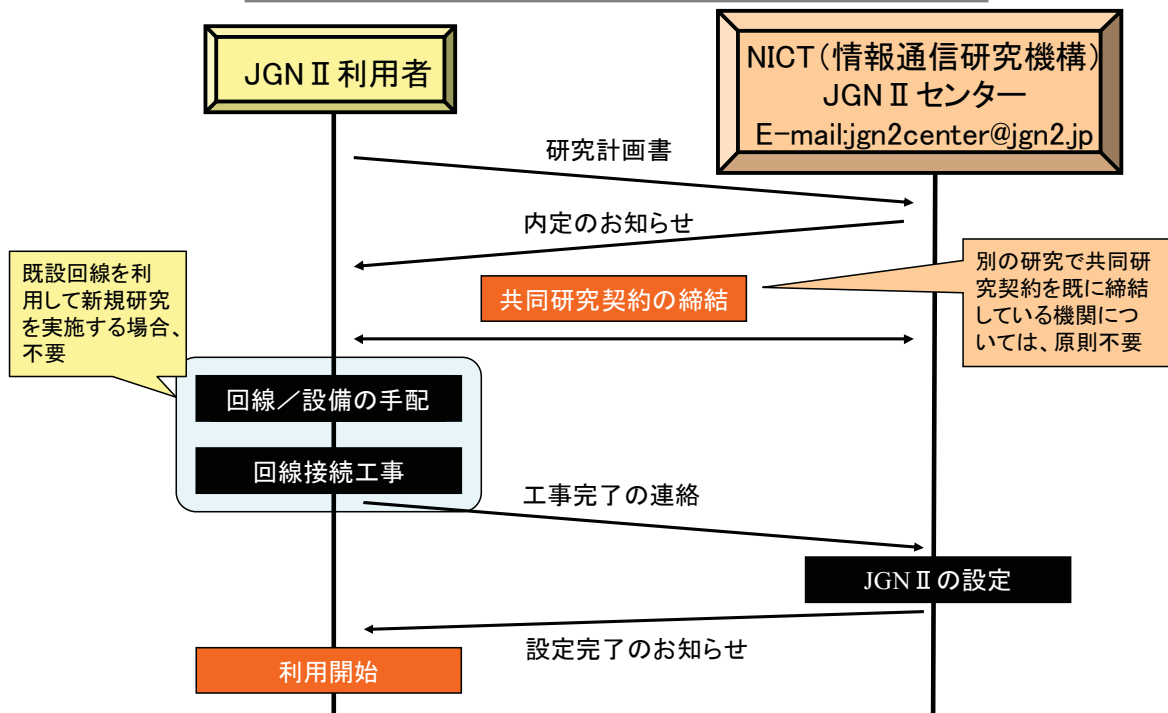 JGNⅡ利用者
NICT(情報通信研究機構)
JGNⅡセンター
E-mail:jgn2center@jgn2.jp
研究計画書
内定のお知らせ
既設回線を利
用して新規研究
を実施する場合、
不要
共同研究契約の締結
別の研究で共同研
究契約を既に締結
している機関につ
いては、原則不要
回線／設備の手配
回線接続工事
工事完了の連絡
JGNⅡの設定
設定完了のお知らせ
利用開始